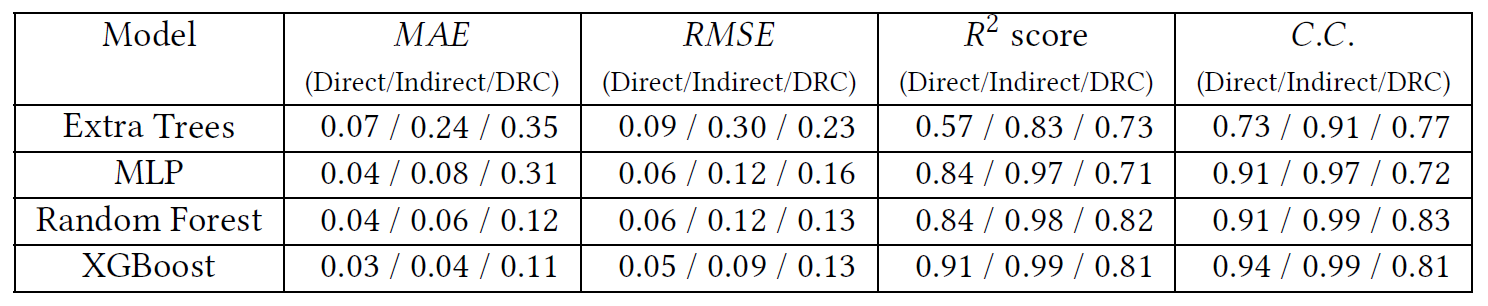 Model MAE RMSE R² score C.C.
(Direct/Indirect/DRC) (Direct/Indirect/DRC) (Direct/Indirect/DRC) (Direct/Indirect/DRC)
Extra Trees 0.07 / 0.24 / 0.35 0.09 / 0.30 / 0.23 0.57 / 0.83 / 0.73 0.73 / 0.91 / 0.77
MLP 0.04 / 0.08 / 0.31 0.06 / 0.12 / 0.16 0.84 / 0.97 / 0.71 0.91 / 0.97 / 0.72
Random Forest 0.04 / 0.06 / 0.12 0.06 / 0.12 / 0.13 0.84 / 0.98 / 0.82 0.91 / 0.99 / 0.83
XGBoost 0.03 / 0.04 / 0.11 0.05 / 0.09 / 0.13 0.91 / 0.99 / 0.81 0.94 / 0.99 / 0.81